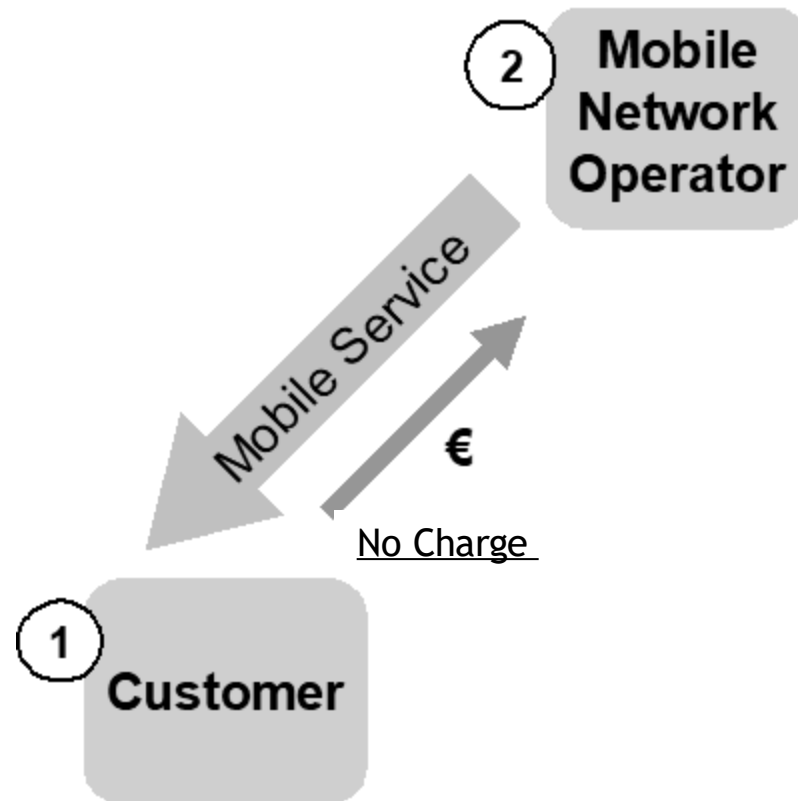 2
Mobile
Network
Operator
Mobile Service
€
No Charge
1
Customer